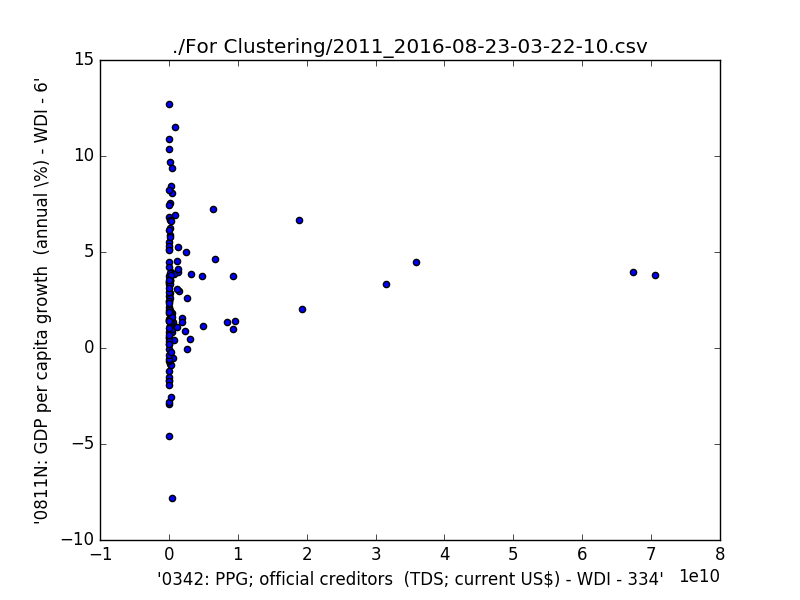 ./For Clustering/2011_2016-08-23-03-22-10.csv
'0811N: GDP per capita growth  (annual \%) - WDI - 6'
15
10
5
0
−5
−10
−1 0 1 2 3 4 5 6 7 8
1e10
'0342: PPG; official creditors  (TDS; current US$) - WDI - 334'